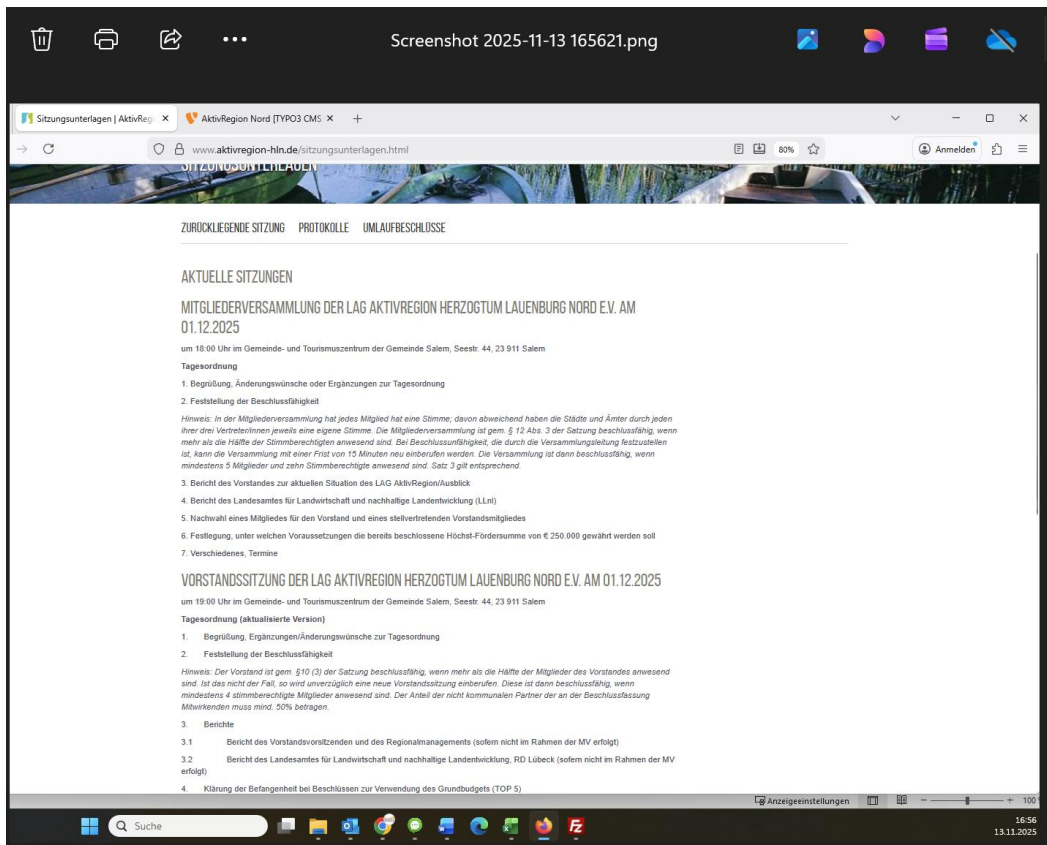 Screenshot 2025-11-13 165621.png
Sitzungsunterlagen | AktivReg
AktivRegion Nord [TYPO3 CMS
www.aktivregion-hln.de/sitzungsunterlagen.html
80%
Anmelden
SITZUNGSUNTERLAGEN
ZURÜCKLIEGENDE SITZUNG PROTOKOLLE UMLAUFBESCHLÜSSE
AKTUELLE SITZUNGEN
MITGLIEDERVERSAMMLUNG DER LAG AKTIVREGION HERZOGTUM LAUENBURG NORD E.V. AM
01.12.2025
um 18:00 Uhr im Gemeinde- und Tourismuszentrum der Gemeinde Salem, Seestr. 44, 23 911 Salem
Tagesordnung
1. Begrüßung, Änderungswünsche oder Ergänzungen zur Tagesordnung
2. Feststellung der Beschlussfähigkeit
Hinweis: In der Mitgliederversammlung hat jedes Mitglied hat eine Stimme; davon abweichend haben die Städte und Ämter durch jeden
ihrer drei Vertreter/innen jeweils eine eigene Stimme. Die Mitgliederversammlung ist gem. § 12 Abs. 3 der Satzung beschlussfähig, wenn
mehr als die Hälfte der Stimmberechtigten anwesend sind. Bei Beschlussunfähigkeit, die durch die Versammlungsleitung festzustellen
ist, kann die Versammlung mit einer Frist von 15 Minuten neu einberufen werden. Die Versammlung ist dann beschlussfähig, wenn
mindestens 5 Mitglieder und zehn Stimmberechtigte anwesend sind. Satz 3 gilt entsprechend.
3. Bericht des Vorstandes zur aktuellen Situation des LAG AktivRegion/Ausblick
4. Bericht des Landesamtes für Landwirtschaft und nachhaltige Landentwicklung (LLnl)
5. Nachwahl eines Mitgliedes für den Vorstand und eines stellvertretenden Vorstandsmitgliedes
6. Festlegung, unter welchen Voraussetzungen die bereits beschlossene Höchst-Fördersumme von € 250.000 gewährt werden soll
7. Verschiedenes, Termine
VORSTANDSSITZUNG DER LAG AKTIVREGION HERZOGTUM LAUENBURG NORD E.V. AM 01.12.2025
um 19:00 Uhr im Gemeinde- und Tourismuszentrum der Gemeinde Salem, Seestr. 44, 23 911 Salem
Tagesordnung (aktualisierte Version)
1. Begrüßung, Ergänzungen/Änderungswünsche zur Tagesordnung
2. Feststellung der Beschlussfähigkeit
Hinweis: Der Vorstand ist gem. §10 (3) der Satzung beschlussfähig, wenn mehr als die Hälfte der Mitglieder des Vorstandes anwesend
sind. Ist das nicht der Fall, so wird unverzüglich eine neue Vorstandssitzung einberufen. Diese ist dann beschlussfähig, wenn
mindestens 4 stimmberechtigte Mitglieder anwesend sind. Der Anteil der nicht kommunalen Partner der an der Beschlussfassung
Mitwirkenden muss mind. 50% betragen.
3. Berichte
3.1 Bericht des Vorstandsvorsitzenden und des Regionalmanagements (sofern nicht im Rahmen der MV erfolgt)
3.2 Bericht des Landesamtes für Landwirtschaft und nachhaltige Landentwicklung, RD Lübeck (sofern nicht im Rahmen der MV
erfolgt)
4. Klärung der Befangenheit bei Beschlüssen zur Verwendung des Grundbudgets (TOP 5)
Anzeigeeinstellungen
100
Suche
16:56
13.11.2025